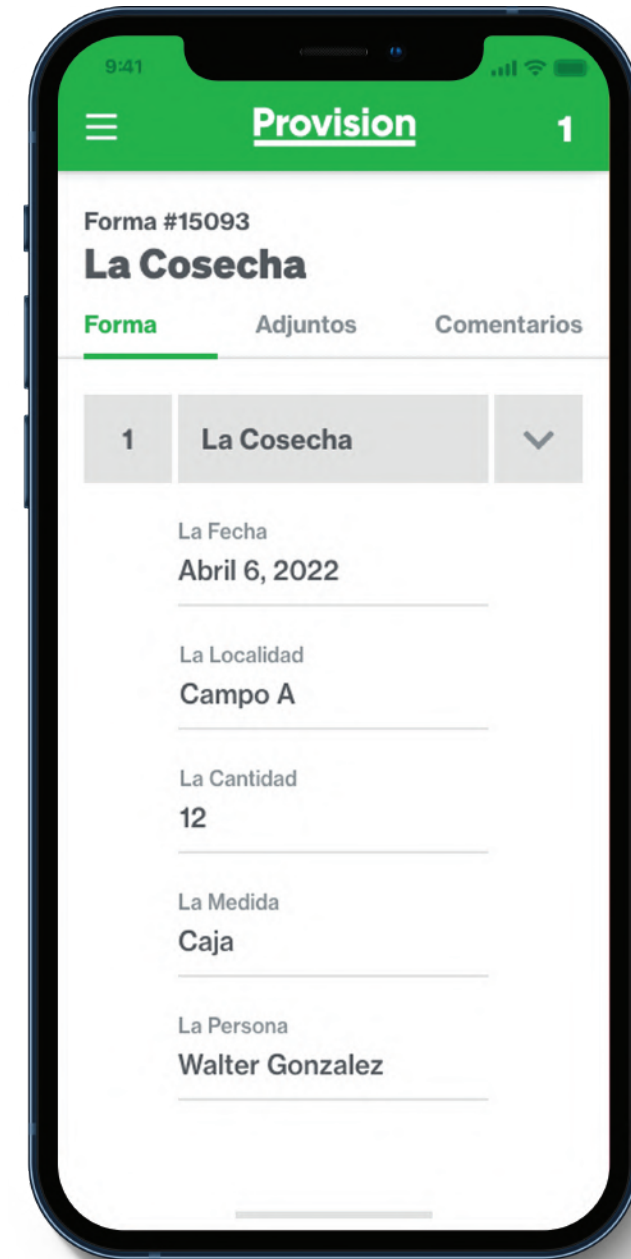 9:41
Provision
1
Forma #15093
La Cosecha
Forma Adjuntos Comentarios
1 La Cosecha
La Fecha
Abril 6, 2022
La Localidad
Campo A
La Cantidad
12
La Medida
Caja
La Persona
Walter Gonzalez